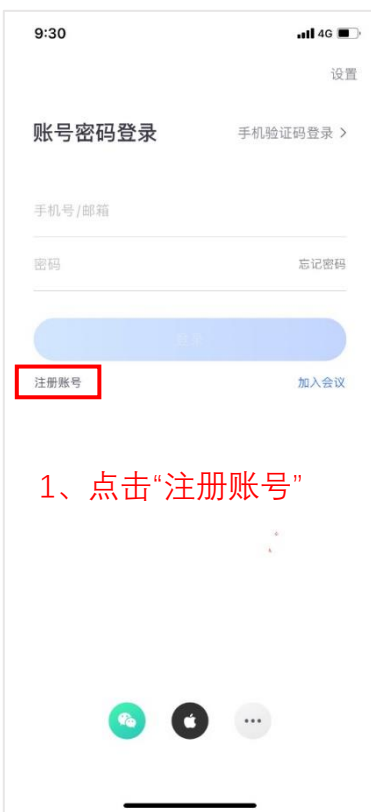 9:30 4G
设置
账号密码登录 手机验证码登录 >
手机号/邮箱
密码 忘记密码
登录
注册账号 加入会议
1、点击“注册账号”